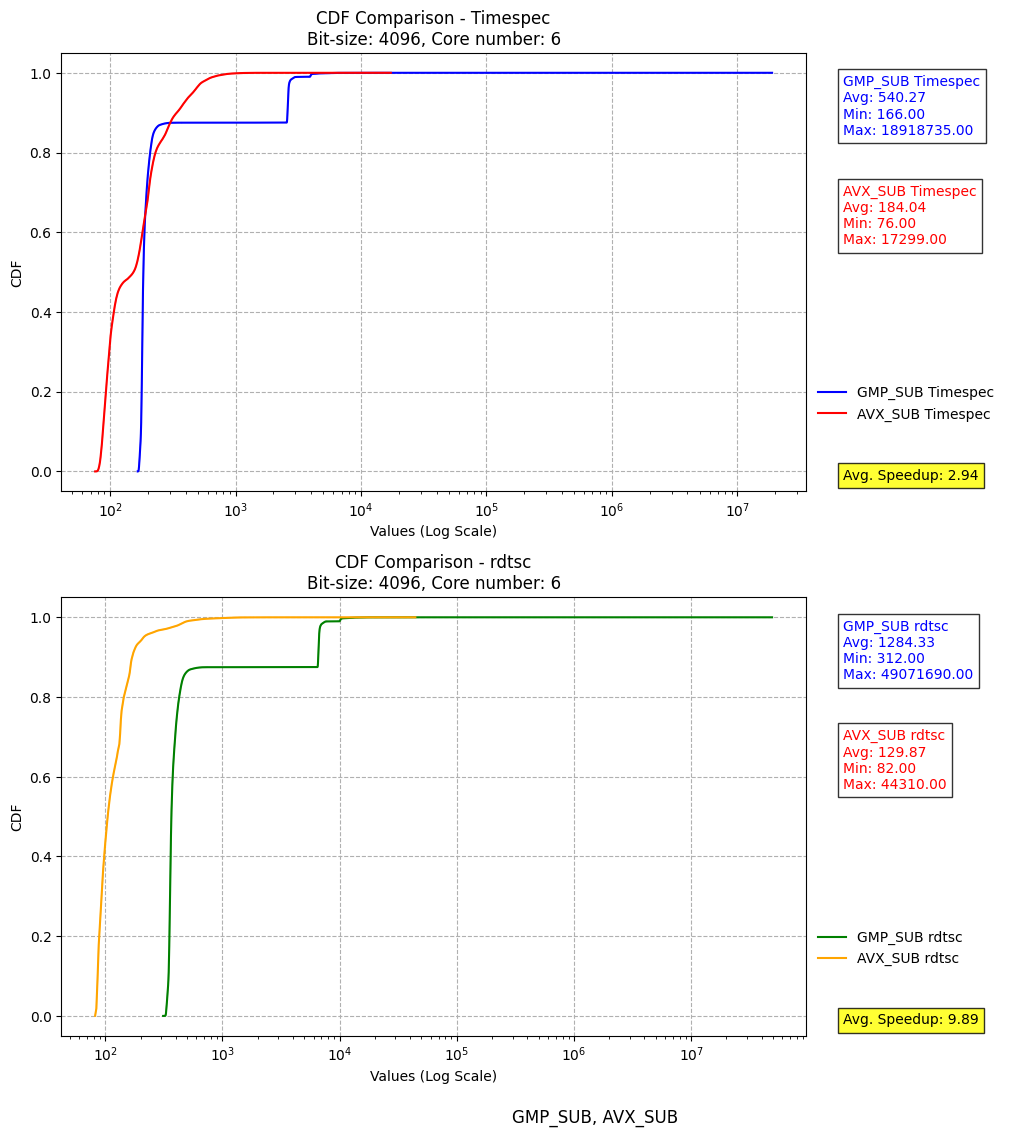 CDF Comparison - Timespec
Bit-size: 4096, Core number: 6
1.0
0.8
0.6
0.4
0.2
0.0
CDF
10²
10³
10⁴
10⁵
10⁶
10⁷
Values (Log Scale)
GMP_SUB Timespec
Avg: 540.27
Min: 166.00
Max: 18918735.00
AVX_SUB Timespec
Avg: 184.04
Min: 76.00
Max: 17299.00
GMP_SUB Timespec
AVX_SUB Timespec
Avg. Speedup: 2.94
CDF Comparison - rdtsc
Bit-size: 4096, Core number: 6
1.0
0.8
0.6
0.4
0.2
0.0
CDF
10²
10³
10⁴
10⁵
10⁶
10⁷
Values (Log Scale)
GMP_SUB rdtsc
Avg: 1284.33
Min: 312.00
Max: 49071690.00
AVX_SUB rdtsc
Avg: 129.87
Min: 82.00
Max: 44310.00
GMP_SUB rdtsc
AVX_SUB rdtsc
Avg. Speedup: 9.89
GMP_SUB, AVX_SUB